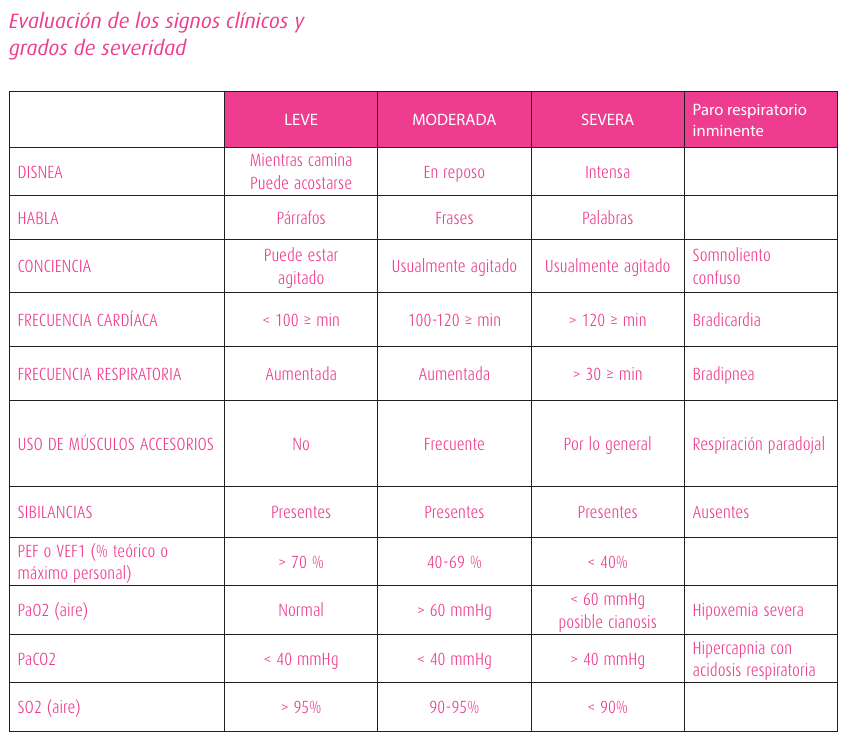 Evaluación de los signos clínicos y
grados de severidad
LEVE
MODERADA
SEVERA
Paro respiratorio
inminente
DISNEA
Mientras camina
Puede acostarse
En reposo
Intensa
HABLA
Párrafos
Frases
Palabras
CONCIENCIA
Puede estar
agitado
Usualmente agitado
Usualmente agitado
Somnoliento
confuso
FRECUENCIA CARDÍACA
< 100 ≥ min
100-120 ≥ min
> 120 ≥ min
Bradicardia
FRECUENCIA RESPIRATORIA
Aumentada
Aumentada
> 30 ≥ min
Bradipnea
USO DE MÚSCULOS ACCESORIOS
No
Frecuente
Por lo general
Respiración paradojal
SIBILANCIAS
Presentes
Presentes
Presentes
Ausentes
PEF o VEF1 (% teórico o
máximo personal)
> 70 %
40-69 %
< 40%
PaO2 (aire)
Normal
> 60 mmHg
< 60 mmHg
posible cianosis
Hipoxemia severa
PaCO2
< 40 mmHg
< 40 mmHg
> 40 mmHg
Hipercapnia con
acidosis respiratoria
SO2 (aire)
> 95%
90-95%
< 90%